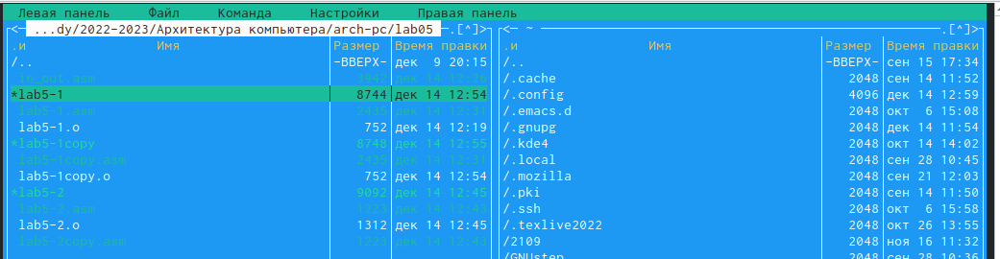 Левая панель Файл Команда Настройки Правая панель
<─ ...dy/2022-2023/Архитектура компьютера/arch-pc/lab05 .[^]> <─ ~ .[^]>
.и Имя Размер Время правки .и Имя Размер Время правки
/.. -ВВЕРХ- дек 9 20:15 /.. -ВВЕРХ- сен 15 17:34
in_out.asm 3942 дек 14 12:26 /.cache 2048 сен 14 11:52
*lab5-1 8744 дек 14 12:54 /.config 4096 дек 14 12:59
lab5-1.asm 2435 дек 14 12:31 /.emacs.d 2048 окт 6 15:08
lab5-1.o 752 дек 14 12:19 /.gnupg 2048 дек 14 11:54
*lab5-1copy 8748 дек 14 12:55 /.kde4 2048 окт 14 14:02
lab5-1copy.asm 2435 дек 14 12:31 /.local 2048 сен 28 10:45
lab5-1copy.o 752 дек 14 12:54 /.mozilla 2048 сен 21 12:03
*lab5-2 9092 дек 14 12:45 /.pki 2048 сен 14 11:50
lab5-2.asm 1223 дек 14 12:43 /.ssh 2048 окт 6 15:58
lab5-2.o 1312 дек 14 12:45 /.texlive2022 2048 окт 26 13:55
lab5-2copy.asm 1223 дек 14 12:43 /2109 2048 ноя 16 11:32
/GNUstep 2048 сен 28 10:36